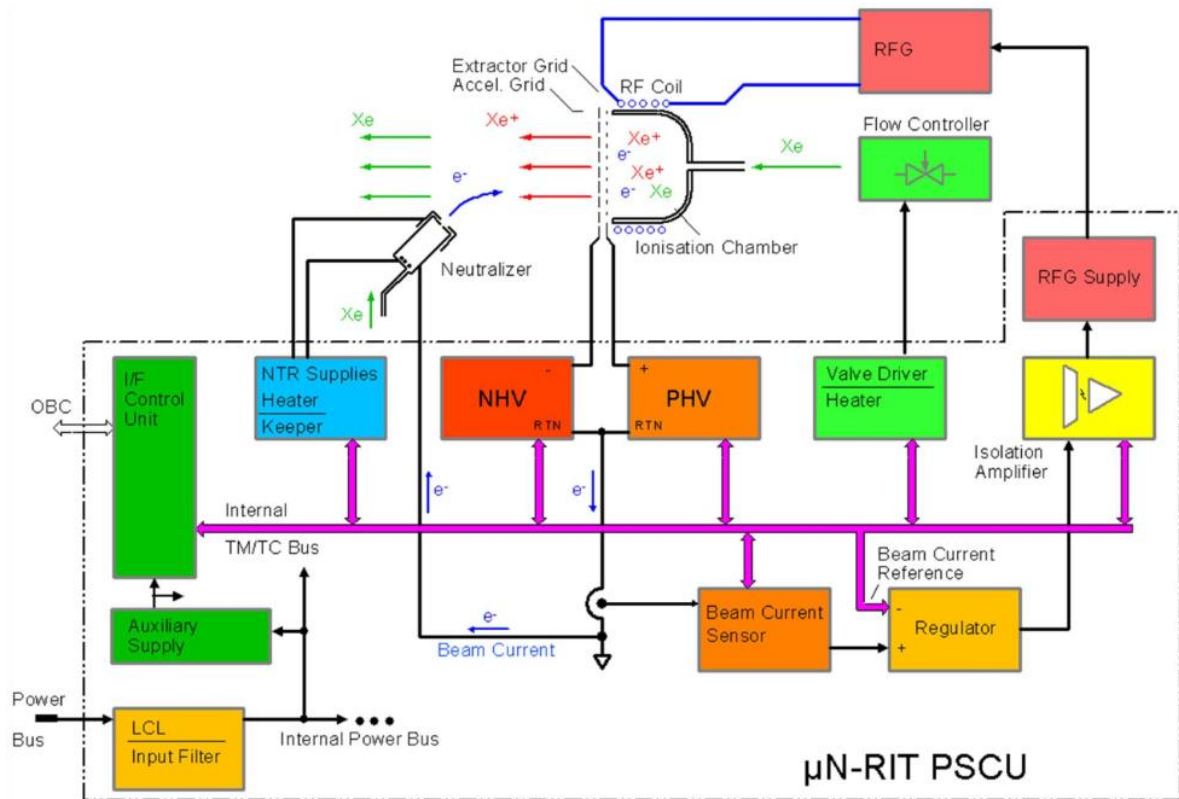 RFG
Extractor Grid
Accel. Grid
RF Coil
Flow Controller
Xe
Xe+
Xe+
e-
Xe
e-
Xe+
e-
Xe
Ionisation Chamber
Neutralizer
Xe
RFG Supply
I/F
Control
Unit
OBC
NTR Supplies
Heater
Keeper
-
NHV
RTN
+
PHV
RTN
Valve Driver
Heater
Isolation
Amplifier
e-
e-
Internal
TM/TC Bus
Beam Current
Reference
Auxiliary
Supply
e-
Beam Current
Beam Current
Sensor
-
Regulator
+
Power
Bus
LCL
Input Filter
Internal Power Bus
µN-RIT PSCU